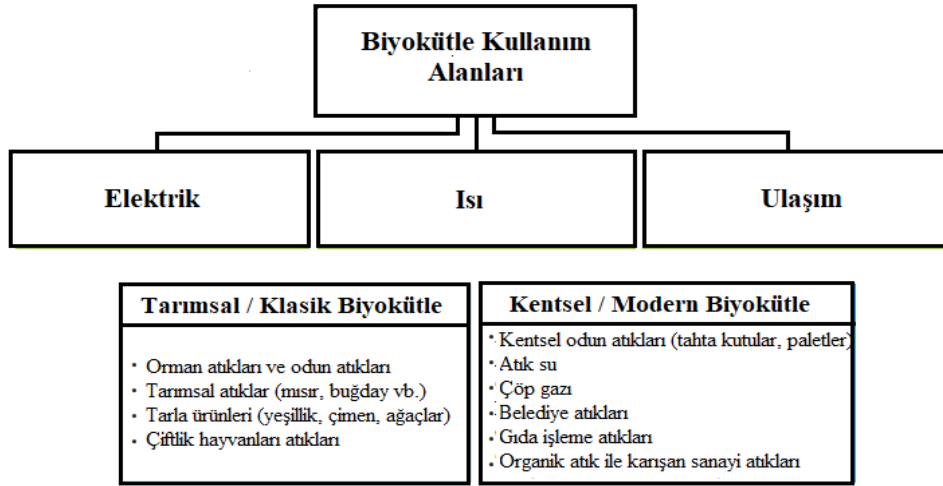 Biyokütle Kullanım
Alanları
Elektrik
Isı
Ulaşım
Tarımsal / Klasik Biyokütle
• Orman atıkları ve odun atıkları
• Tarımsal atıklar (mısır, buğday vb.)
• Tarla ürünleri (yeşillik, çimen, ağaçlar)
• Çiftlik hayvanları atıkları
Kentsel / Modern Biyokütle
• Kentsel odun atıkları (tahta kutular, paletler)
• Atık su
• Çöp gazı
• Belediye atıkları
• Gıda işleme atıkları
• Organik atık ile karışan sanayi atıkları